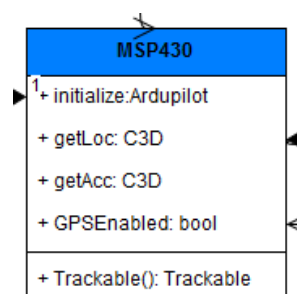 MSP430
1
+ initialize:Ardupilot
+ getLoc: C3D
+ getAcc: C3D
+ GPSEnabled: bool
+ Trackable(): Trackable